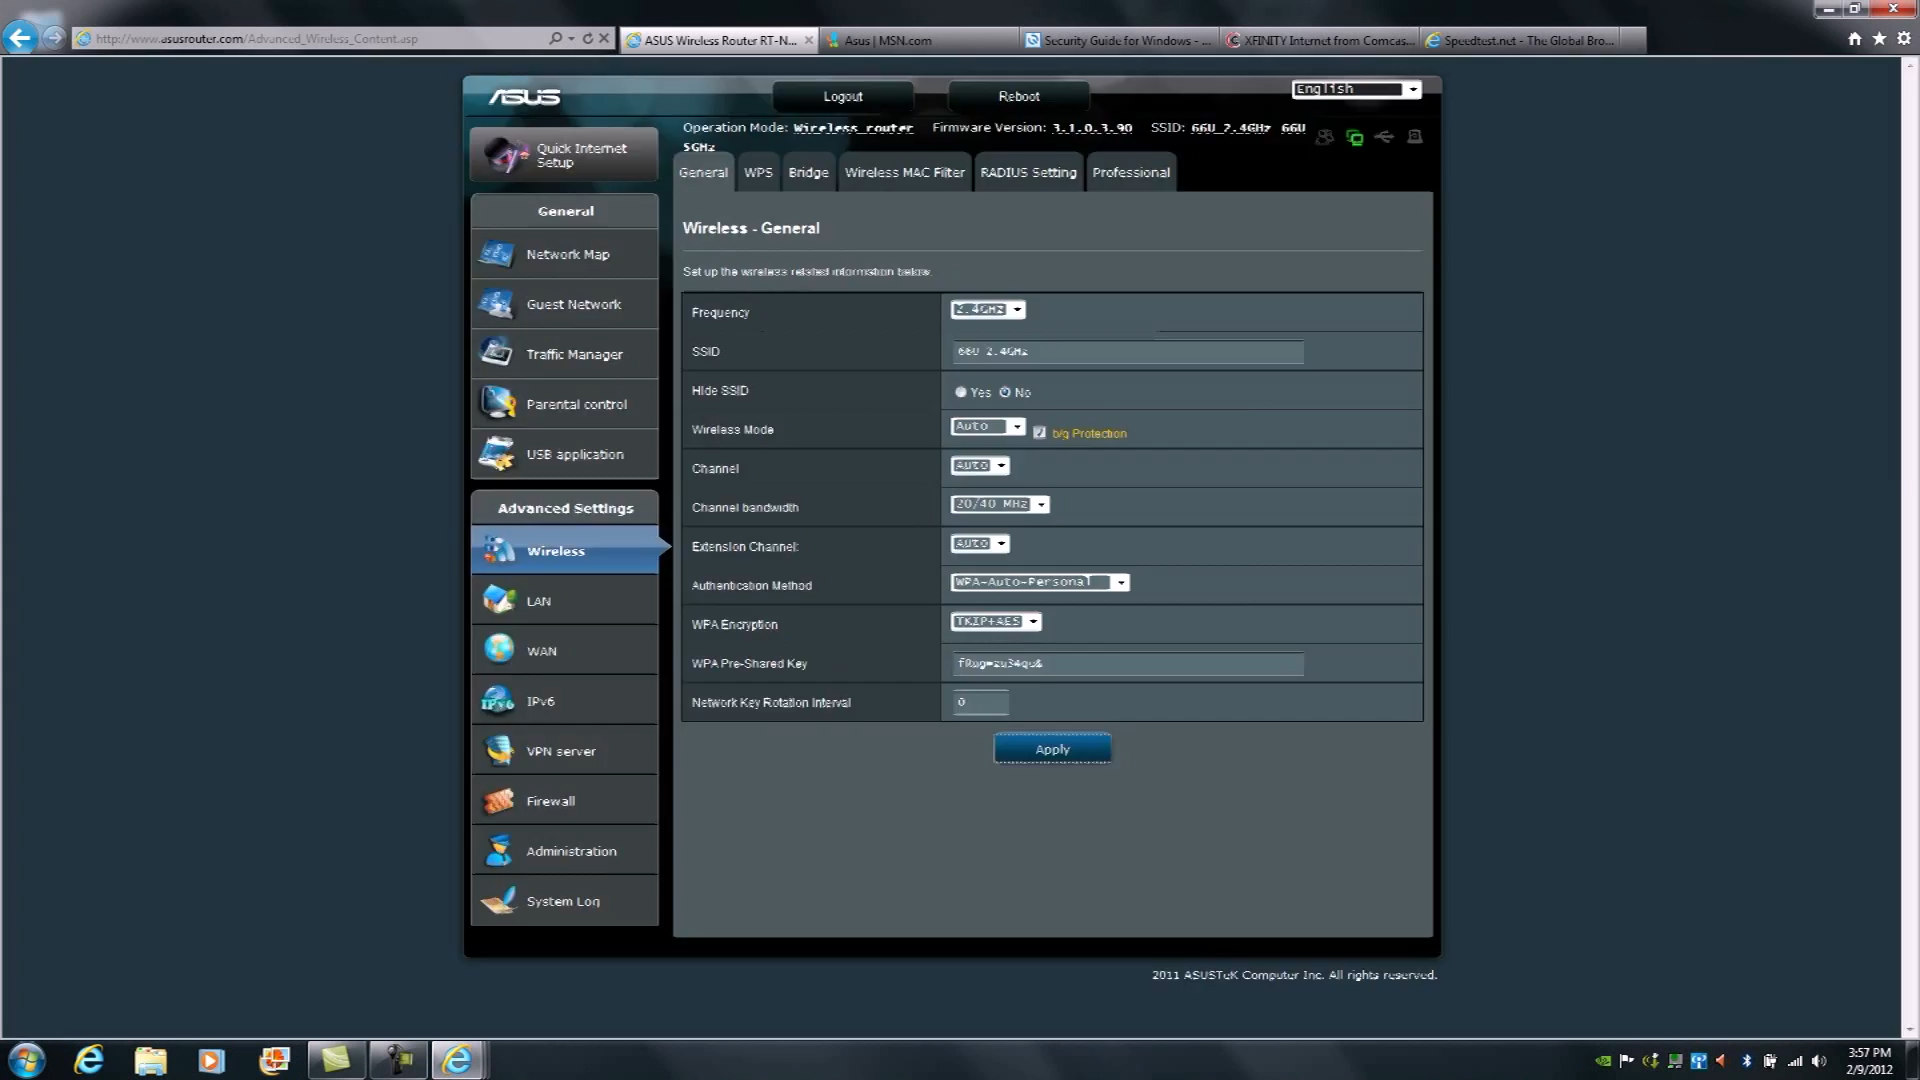 http://www.asusrouter.com/Advanced_Wireless_Content.asp
ASUS Wireless Router RT-N...
Asus | MSN.com
Security Guide for Windows - ...
XFINITY Internet from Comcas...
Speedtest.net - The Global Bro...
ASUS
Logout
Reboot
English
Operation Mode: Wireless router Firmware Version: 3.1.0.3.90 SSID: 66U_2.4GHz 66U
5GHz
Quick Internet
Setup
General
WPS
Bridge
Wireless MAC Filter
RADIUS Setting
Professional
General
Network Map
Guest Network
Traffic Manager
Parental control
USB application
Advanced Settings
Wireless
LAN
WAN
IPv6
VPN server
Firewall
Administration
System Log
Wireless - General
Set up the wireless related information below.
Frequency 2.4GHz
SSID 66U 2.4GHz
Hide SSID Yes No
Wireless Mode Auto b/g Protection
Channel Auto
Channel bandwidth 20/40 MHz
Extension Channel: Auto
Authentication Method WPA-Auto-Personal
WPA Encryption TKIP+AES
WPA Pre-Shared Key
Network Key Rotation Interval 0
Apply
2011 ASUSTeK Computer Inc. All rights reserved.
3:57 PM
2/9/2012